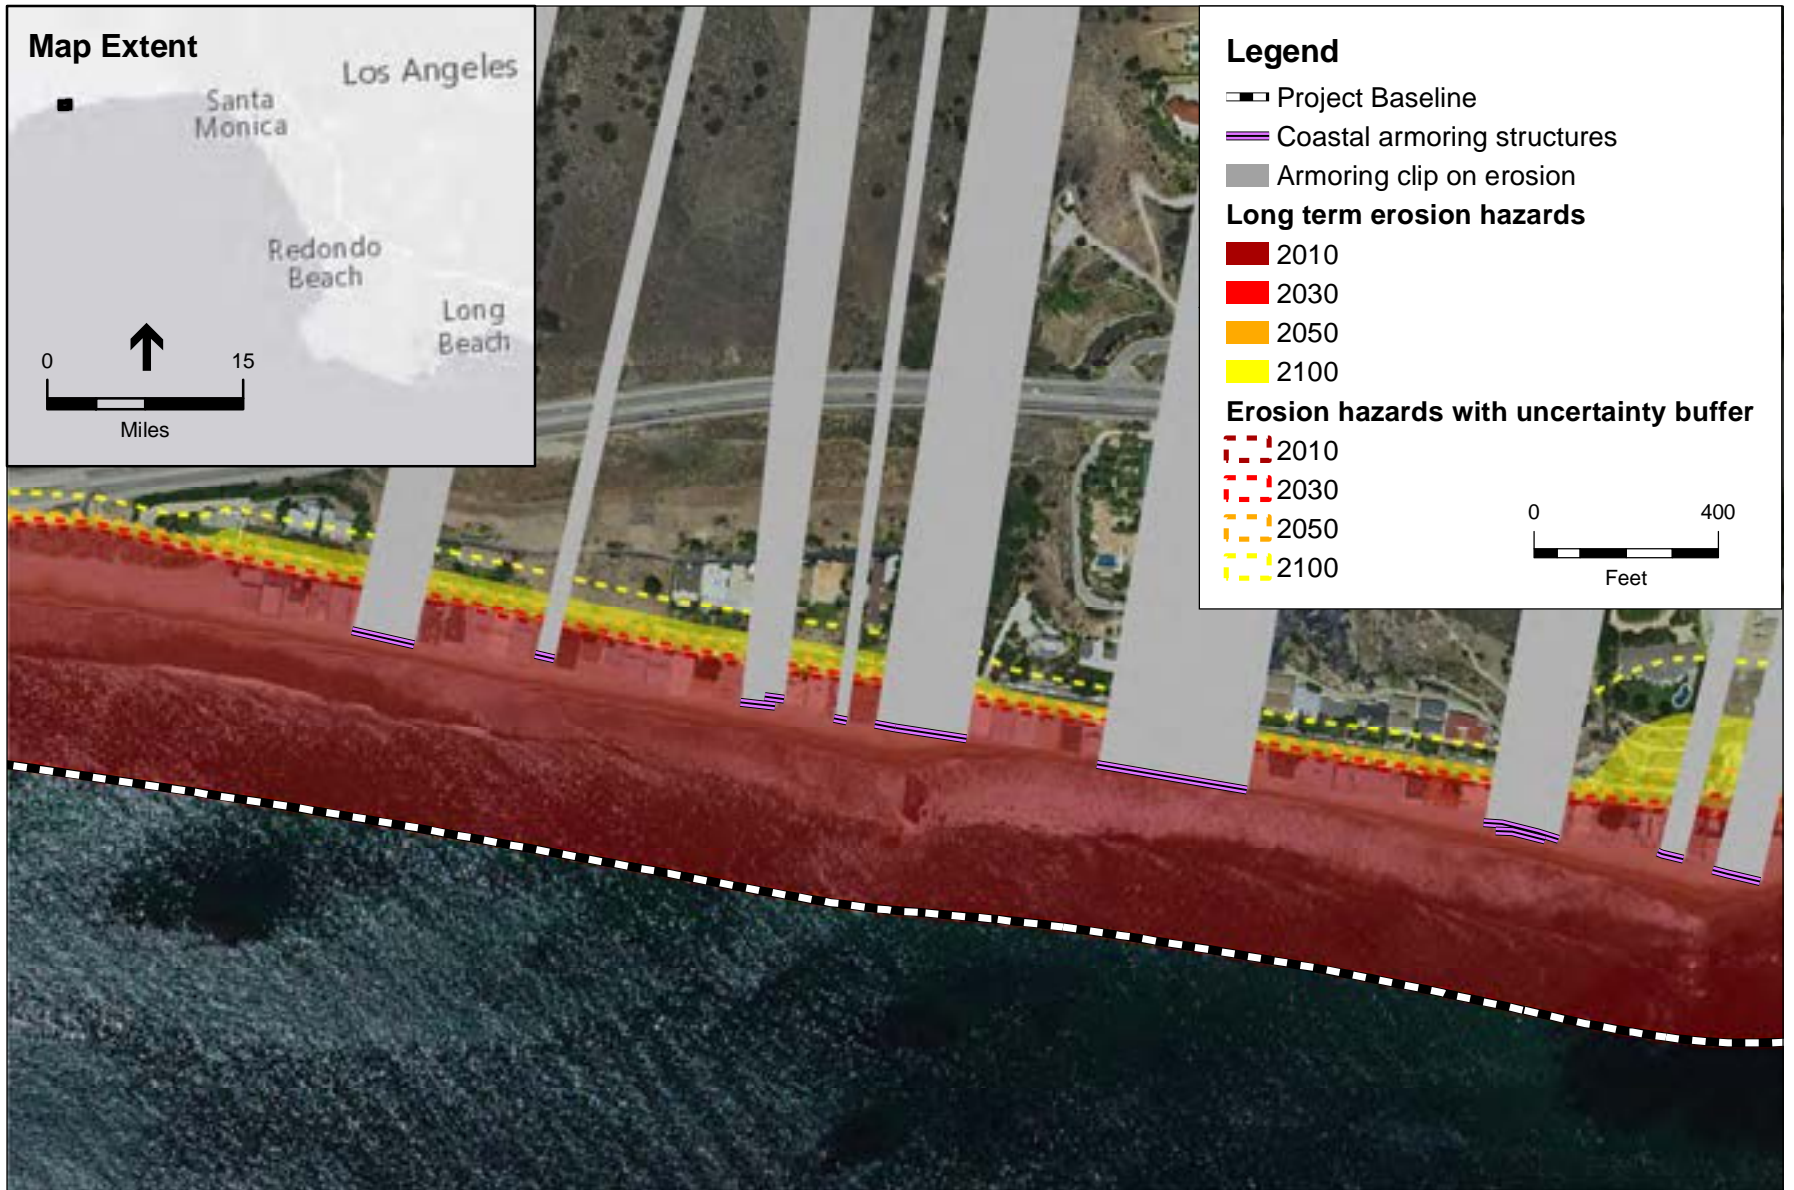 Map Extent
Los Angeles
Santa
Monica
Redondo
Beach
Long
Beach
0 15
Miles
Legend
Project Baseline
Coastal armoring structures
Armoring clip on erosion
Long term erosion hazards
2010
2030
2050
2100
Erosion hazards with uncertainty buffer
2010
2030
2050
2100
0 400
Feet